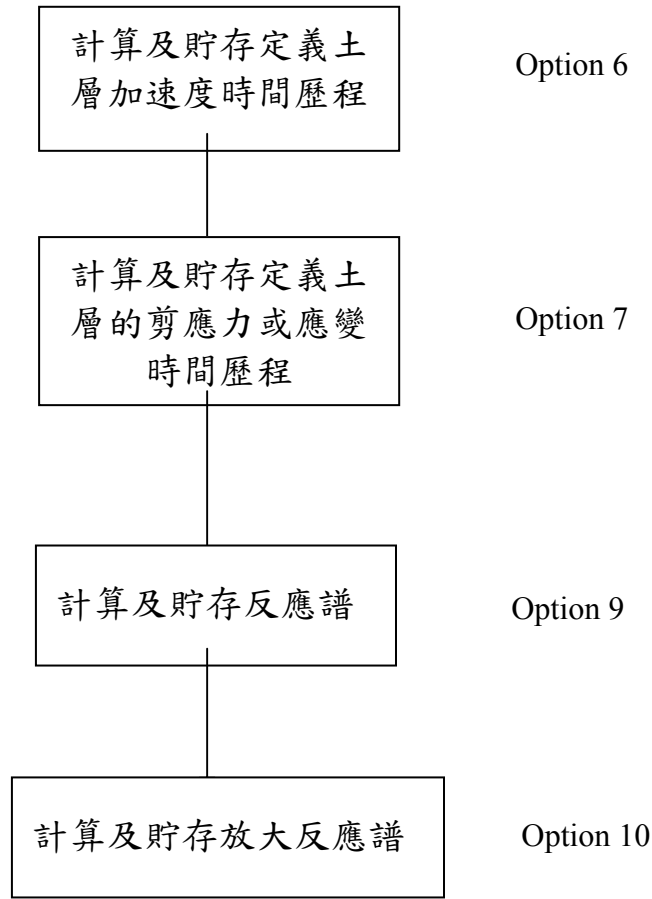 計算及貯存定義土
層加速度時間歷程
Option 6
計算及貯存定義土
層的剪應力或應變
時間歷程
Option 7
計算及貯存反應譜
Option 9
計算及貯存放大反應譜
Option 10